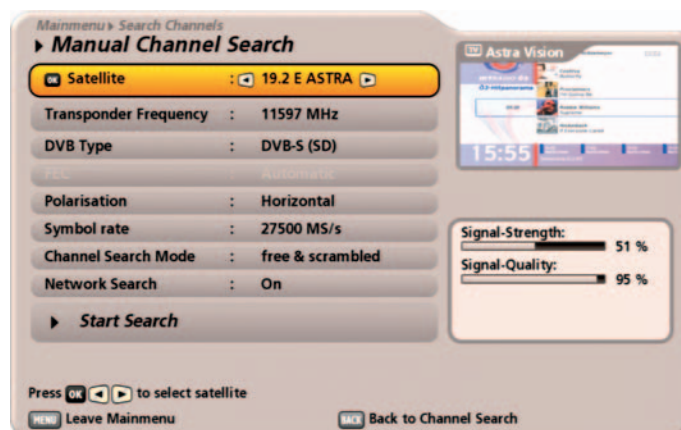 Mainmenu▸ Search Channels
▸ Manual Channel Search
OK Satellite : ◂ 19.2 E ASTRA ▸
Transponder Frequency : 11597 MHz
DVB Type : DVB-S (SD)
FEC : Automatic
Polarisation : Horizontal
Symbol rate : 27500 MS/s
Channel Search Mode : free & scrambled
Network Search : On
▸ Start Search
TV Astra Vision
15:55
Signal-Strength:
51 %
Signal-Quality:
95 %
Press OK ◂ ▸ to select satellite
MENU Leave Mainmenu
BACK Back to Channel Search